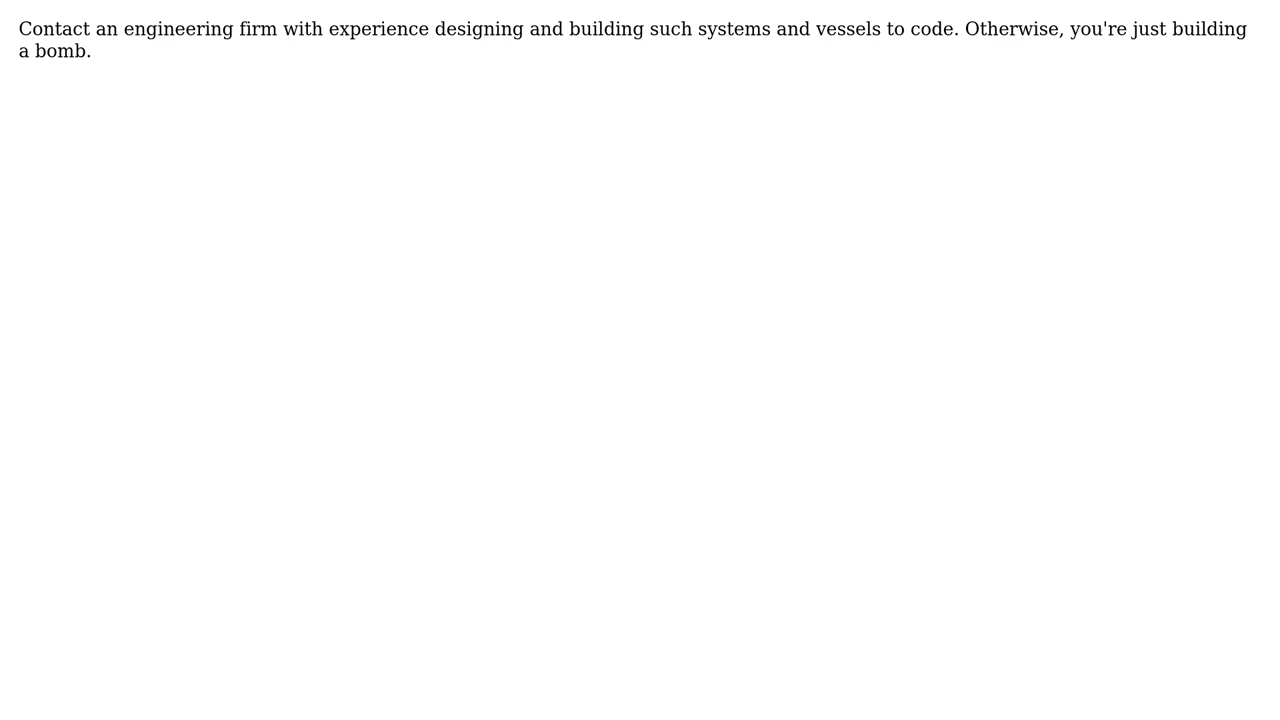 Contact an engineering firm with experience designing and building such systems and vessels to code. Otherwise, you're just building
a bomb.